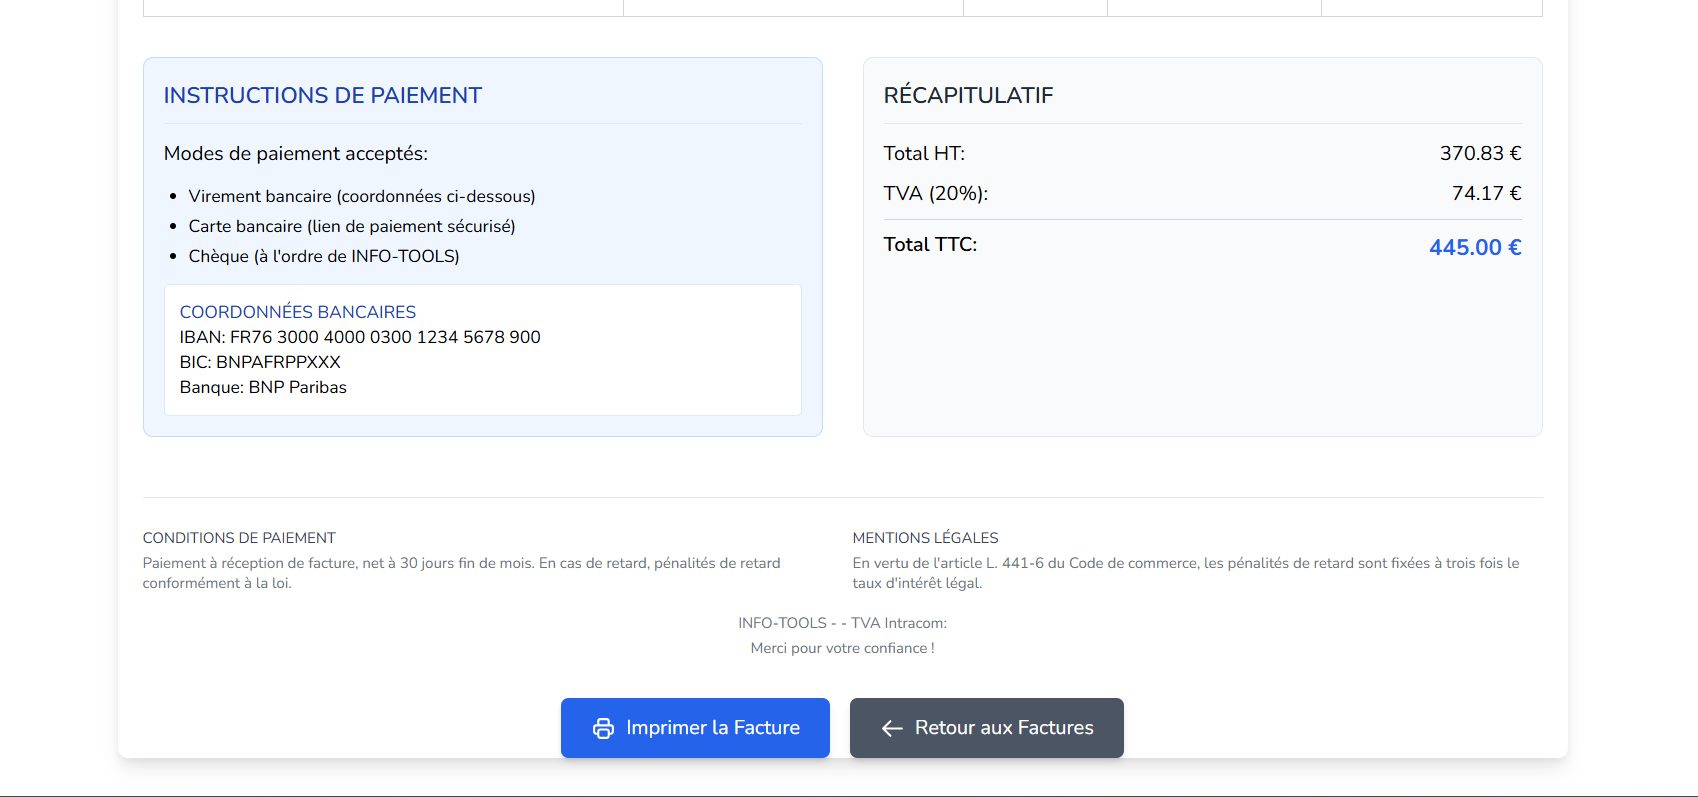 INSTRUCTIONS DE PAIEMENT
Modes de paiement acceptés:
• Virement bancaire (coordonnées ci-dessous)
• Carte bancaire (lien de paiement sécurisé)
• Chèque (à l'ordre de INFO-TOOLS)
COORDONNÉES BANCAIRES
IBAN: FR76 3000 4000 0300 1234 5678 900
BIC: BNPAFRPPXXX
Banque: BNP Paribas
RÉCAPITULATIF
Total HT: 370.83 €
TVA (20%): 74.17 €
Total TTC: 445.00 €
CONDITIONS DE PAIEMENT
Paiement à réception de facture, net à 30 jours fin de mois. En cas de retard, pénalités de retard
conformément à la loi.
MENTIONS LÉGALES
En vertu de l'article L. 441-6 du Code de commerce, les pénalités de retard sont fixées à trois fois le
taux d'intérêt légal.
INFO-TOOLS - - TVA Intracom:
Merci pour votre confiance !
Imprimer la Facture
Retour aux Factures